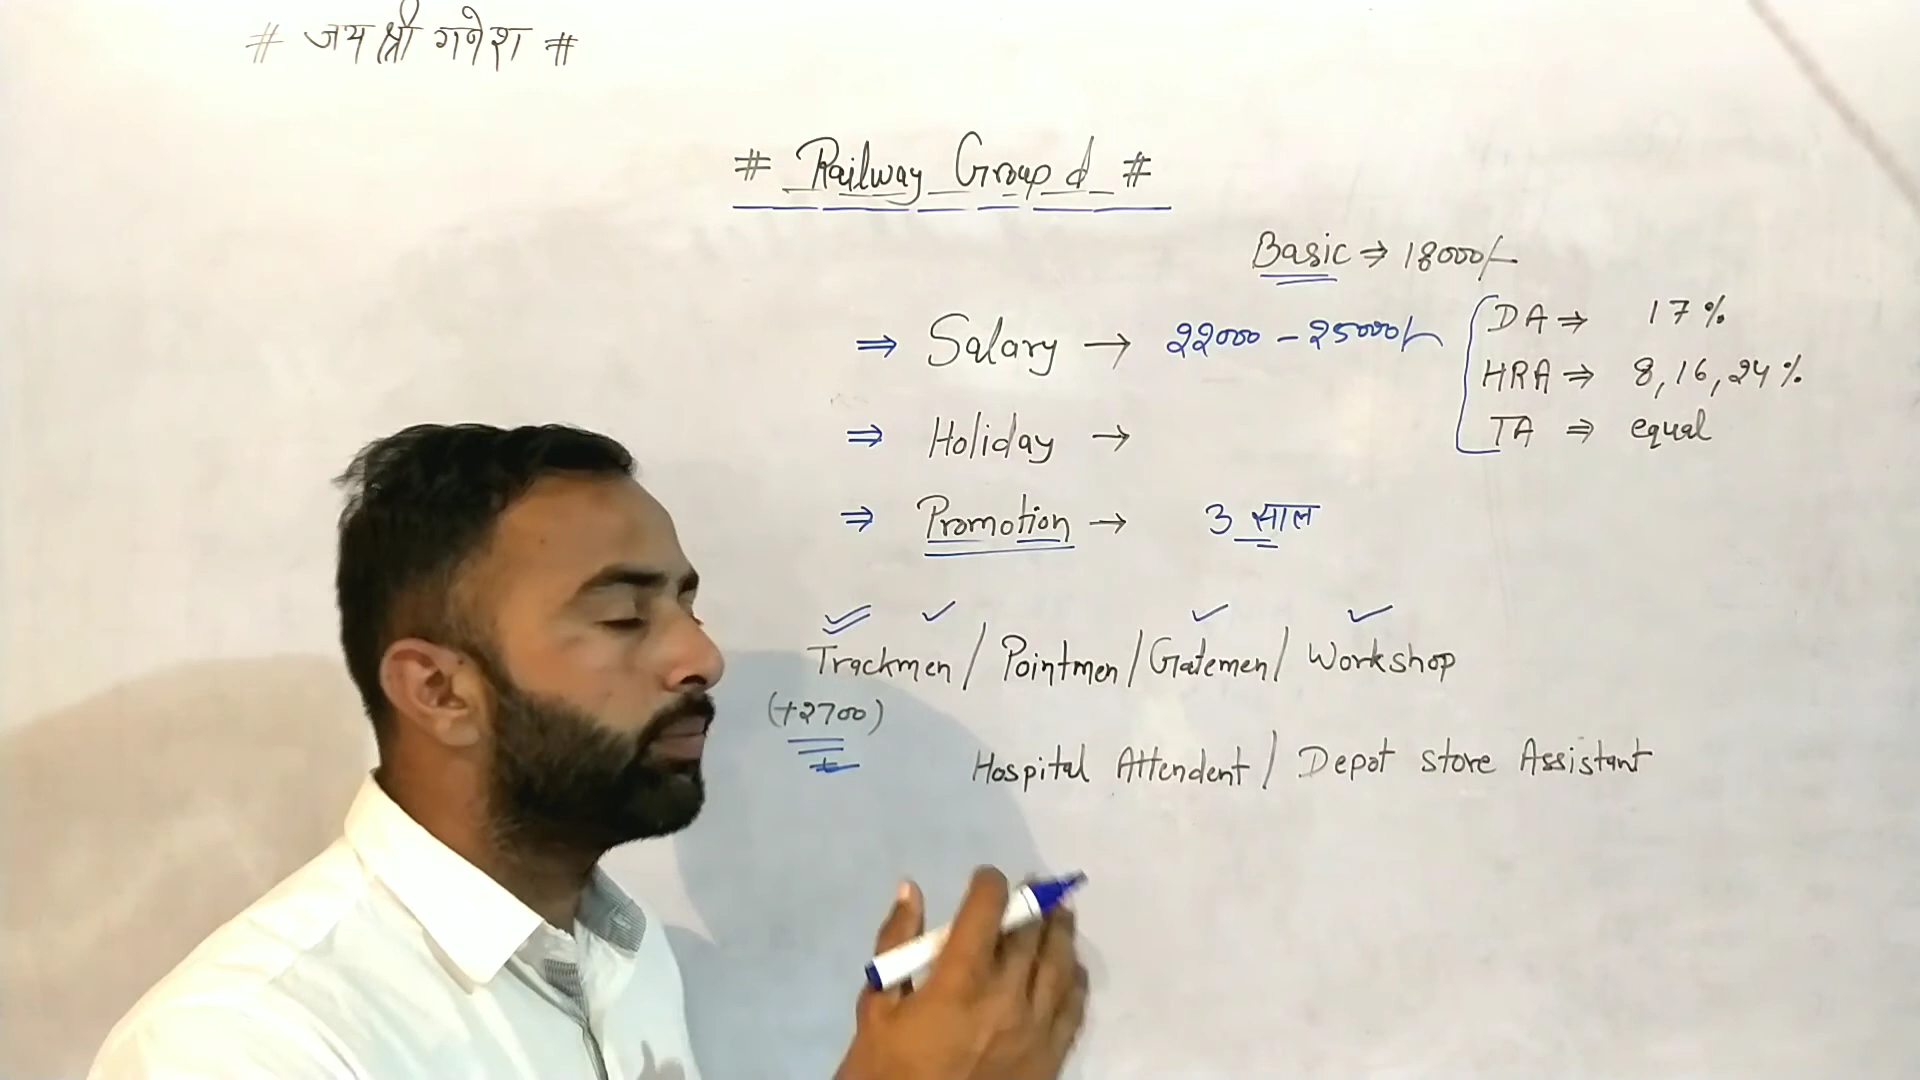 # जय श्री गणेश #
# Railway Group d #
Basic ⇒ 18000/-
⇒ Salary → 22000 - 25000/-
DA ⇒ 17%
HRA ⇒ 8, 16, 24%
TA ⇒ equal
⇒ Holiday →
⇒ Promotion → 3 साल
Trackmen / Pointmen / Gatemen / Workshop
(+2700)
Hospital Attendent / Depot store Assistant